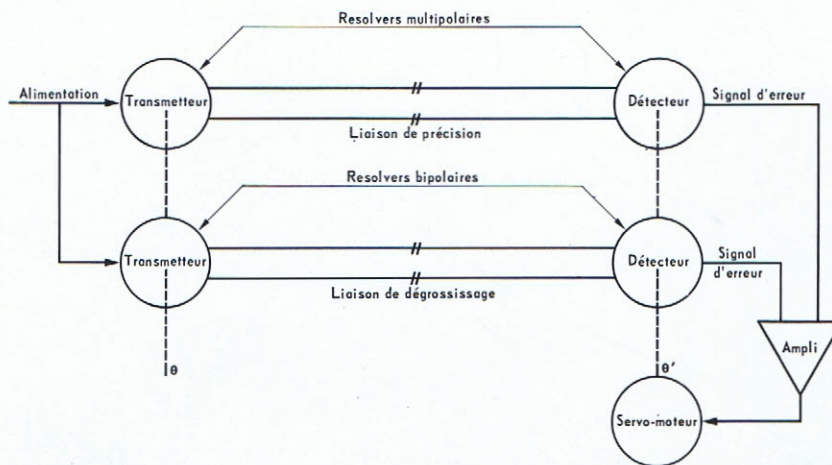 Resolvers multipolaires
Alimentation
Transmetteur
Détecteur
Signal d'erreur
Liaison de précision
Resolvers bipolaires
Transmetteur
Détecteur
Signal
d'erreur
Liaison de dégrossissage
Ampli
θ
θ'
Servo-moteur